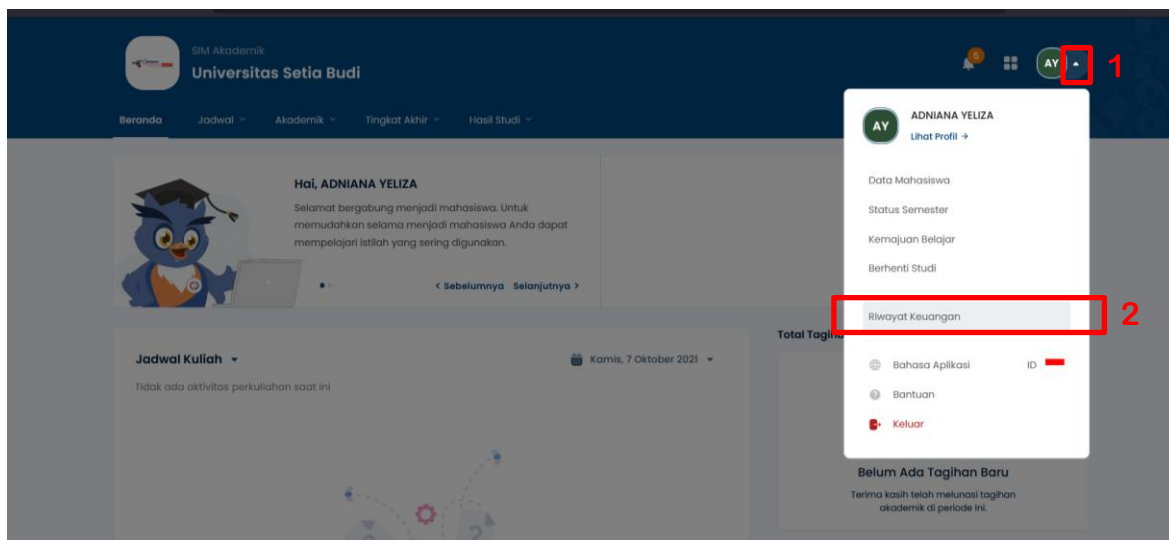 SIM Akademik
Universitas Setia Budi
6
AY
1
Beranda Jadwal Akademik Tingkat Akhir Hasil Studi
AY
ADNIANA YELIZA
Lihat Profil →
Data Mahasiswa
Status Semester
Kemajuan Belajar
Berhenti Studi
Riwayat Keuangan
2
Bahasa Aplikasi ID
Bantuan
Keluar
Hai, ADNIANA YELIZA
Selamat bergabung menjadi mahasiswa. Untuk
memudahkan selama menjadi mahasiswa Anda dapat
mempelajari istilah yang sering digunakan.
< Sebelumnya Selanjutnya >
Jadwal Kuliah
Kamis, 7 Oktober 2021
Tidak ada aktivitas perkuliahan saat ini
Total
Belum Ada Tagihan Baru
Terima kasih telah melunasi tagihan
akademik di periode ini.